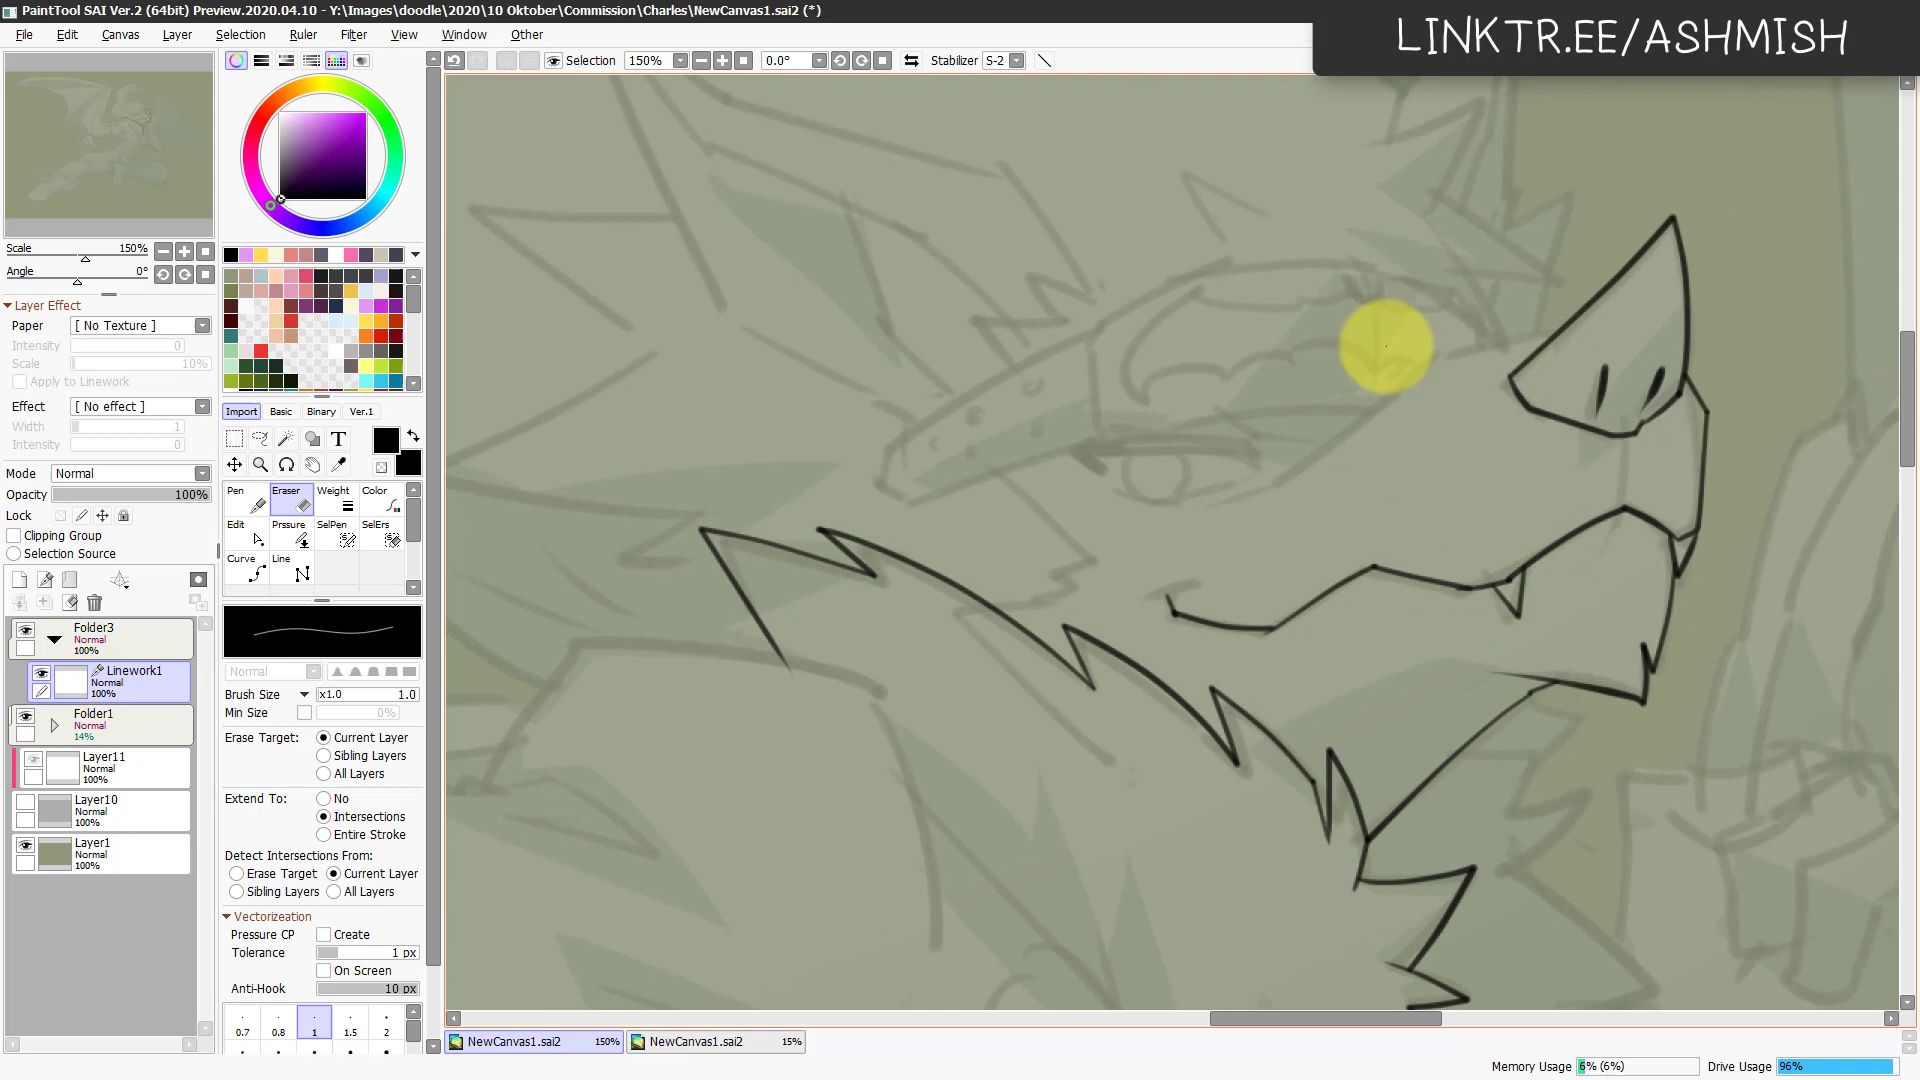 PaintTool SAI Ver.2 (64bit) Preview.2020.04.10 - Y:\Images\doodle\2020\10 Oktober\Commission\Charles\NewCanvas1.sai2 (*)
LINKTR.EE/ASHMISH
File Edit Canvas Layer Selection Filter View Window Other
Selection 150% 0.0° Stabilizer S-2
Scale 150%
Angle 0°
Layer Effect
Paper [ No Texture ]
Intensity 0
Scale 10%
Apply to Linework
Effect [ No effect ]
Width 1
Intensity 0
Mode Normal
Opacity 100%
Lock
Clipping Group
Selection Source
Folder3
Normal
100%
Linework1
Normal
100%
Folder1
Normal
14%
Layer11
Normal
100%
Layer10
Normal
100%
Layer1
Normal
100%
Import Basic Binary Ver.1
T
Pen Eraser Weight Color
Edit Prssure SelPen SelErs
Curve Line
Normal
Brush Size x1.0 1.0
Min Size 0%
Erase Target: Current Layer
Sibling Layers
All Layers
Extend To: No
Intersections
Entire Stroke
Detect Intersections From:
Erase Target Current Layer
Sibling Layers All Layers
Vectorizeation
Pressure CP Create
Tolerance 1 px
On Screen
Anti-Hook 10 px
0.7 0.8 1 1.5 2
NewCanvas1.sai2 150% NewCanvas1.sai2 15%
Memory Usage 6% (6%) Drive Usage 96%